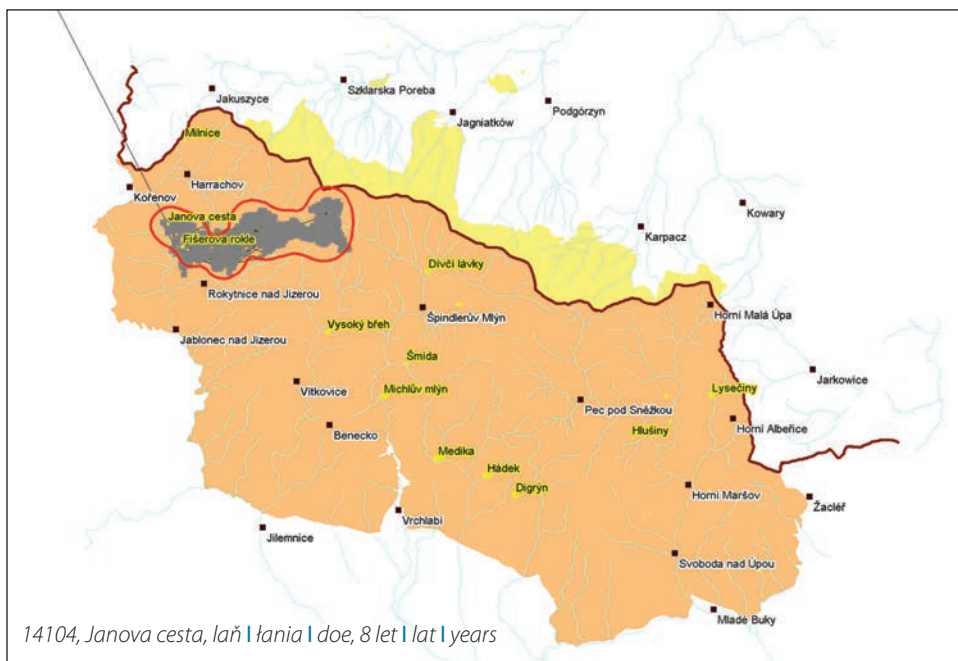 Szklarska Poreba
Jakuszyce
Podgórzyn
Jagniatków
Milnice
Harrachov
Kořenov
Kowary
Janova cesta
Karpacz
Fišerova rokle
Dívčí lávky
Rokytnice nad Jizerou
Horní Malá Úpa
Špindlerův Mlýn
Vysoký břeh
Jablonec nad Jizerou
Šmída
Jarkowice
Vítkovice
Lysečiny
Michlův mlýn
Pec pod Sněžkou
Horní Albeřice
Benecko
Hlušiny
Medika
Hádek
Horní Maršov
Digrýn
Žacléř
Vrchlabí
Jilemnice
Svoboda nad Úpou
Mladé Buky
14104, Janova cesta, laň | łania | doe, 8 let | lat | years